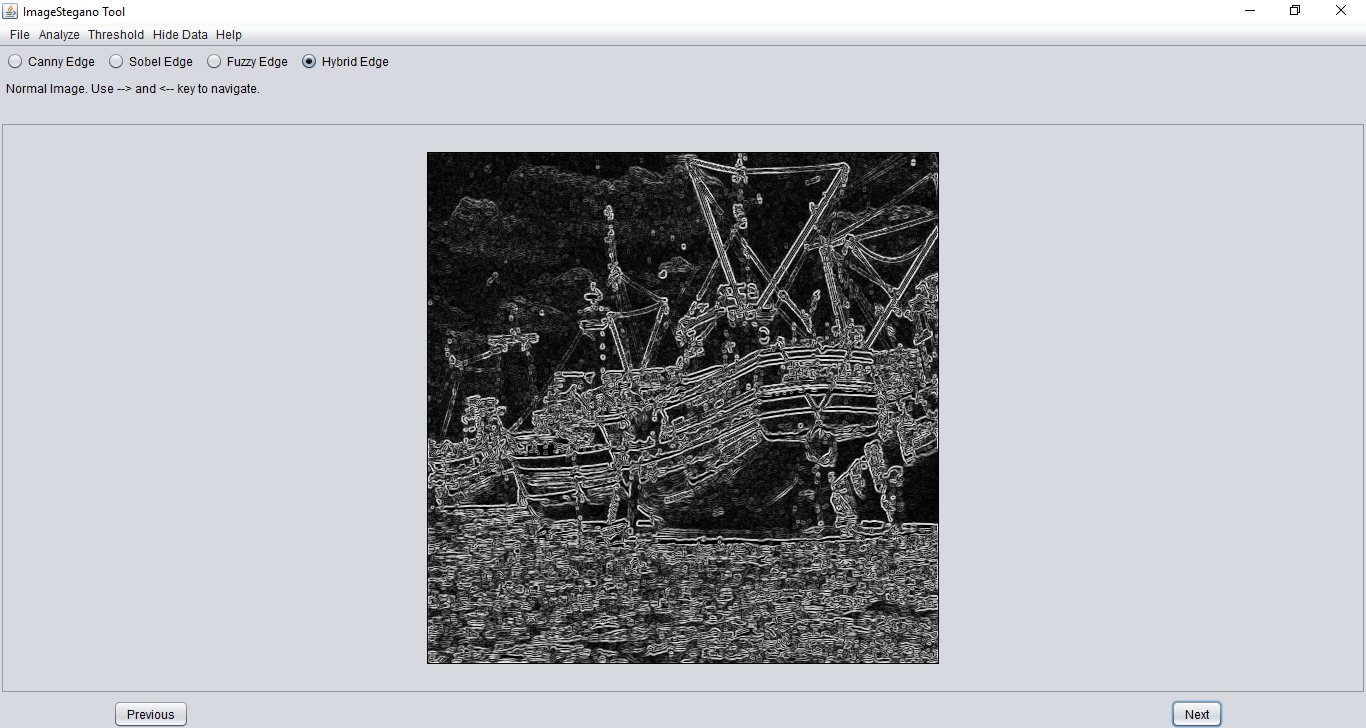 ImageStegano Tool
File Analyze Threshold Hide Data Help
Canny Edge Sobel Edge Fuzzy Edge Hybrid Edge
Normal Image. Use --> and <-- key to navigate.
Previous Next